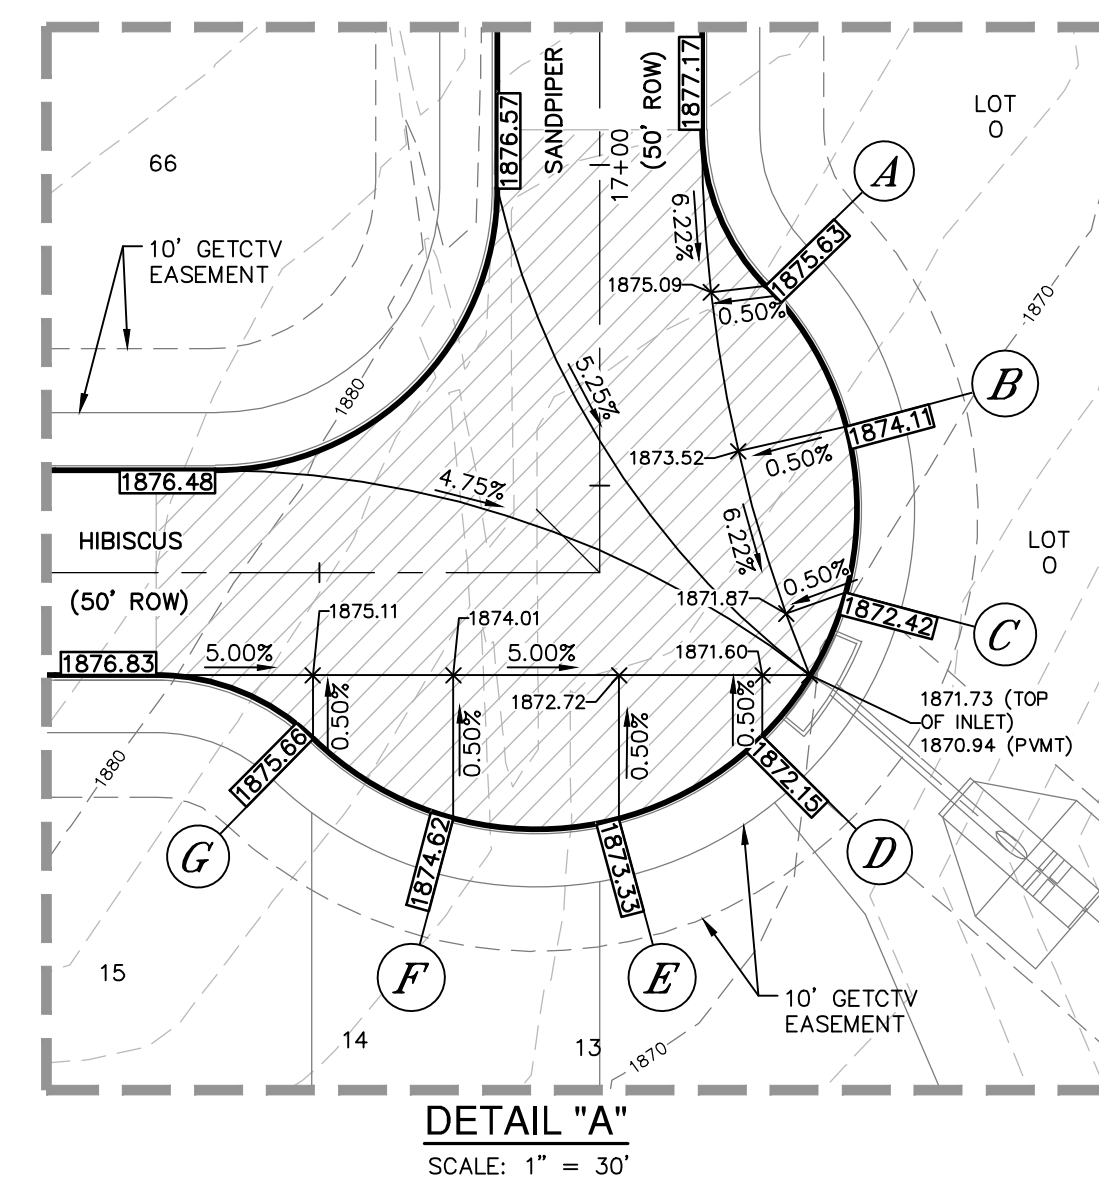 SANDPIPER
(50' ROW)
17+00
1876.57
1877.17
LOT
O
66
A
6.22%
10' GETCTV
EASEMENT
1875.63
1875.09
0.50%
1870
1880
5.25%
B
1874.11
1873.52
0.50%
1876.48
4.75%
6.22%
HIBISCUS
(50' ROW)
LOT
O
0.50%
1871.87
1872.42
C
1875.11
1874.01
1876.83
5.00%
5.00%
1871.60
1872.72
1871.73 (TOP
OF INLET)
1870.94 (PVMT)
0.50%
0.50%
0.50%
0.50%
1880
1875.66
1872.15
G
1874.62
1873.33
D
F
E
15
10' GETCTV
EASEMENT
14
13
1870
DETAIL "A"
SCALE: 1" = 30'